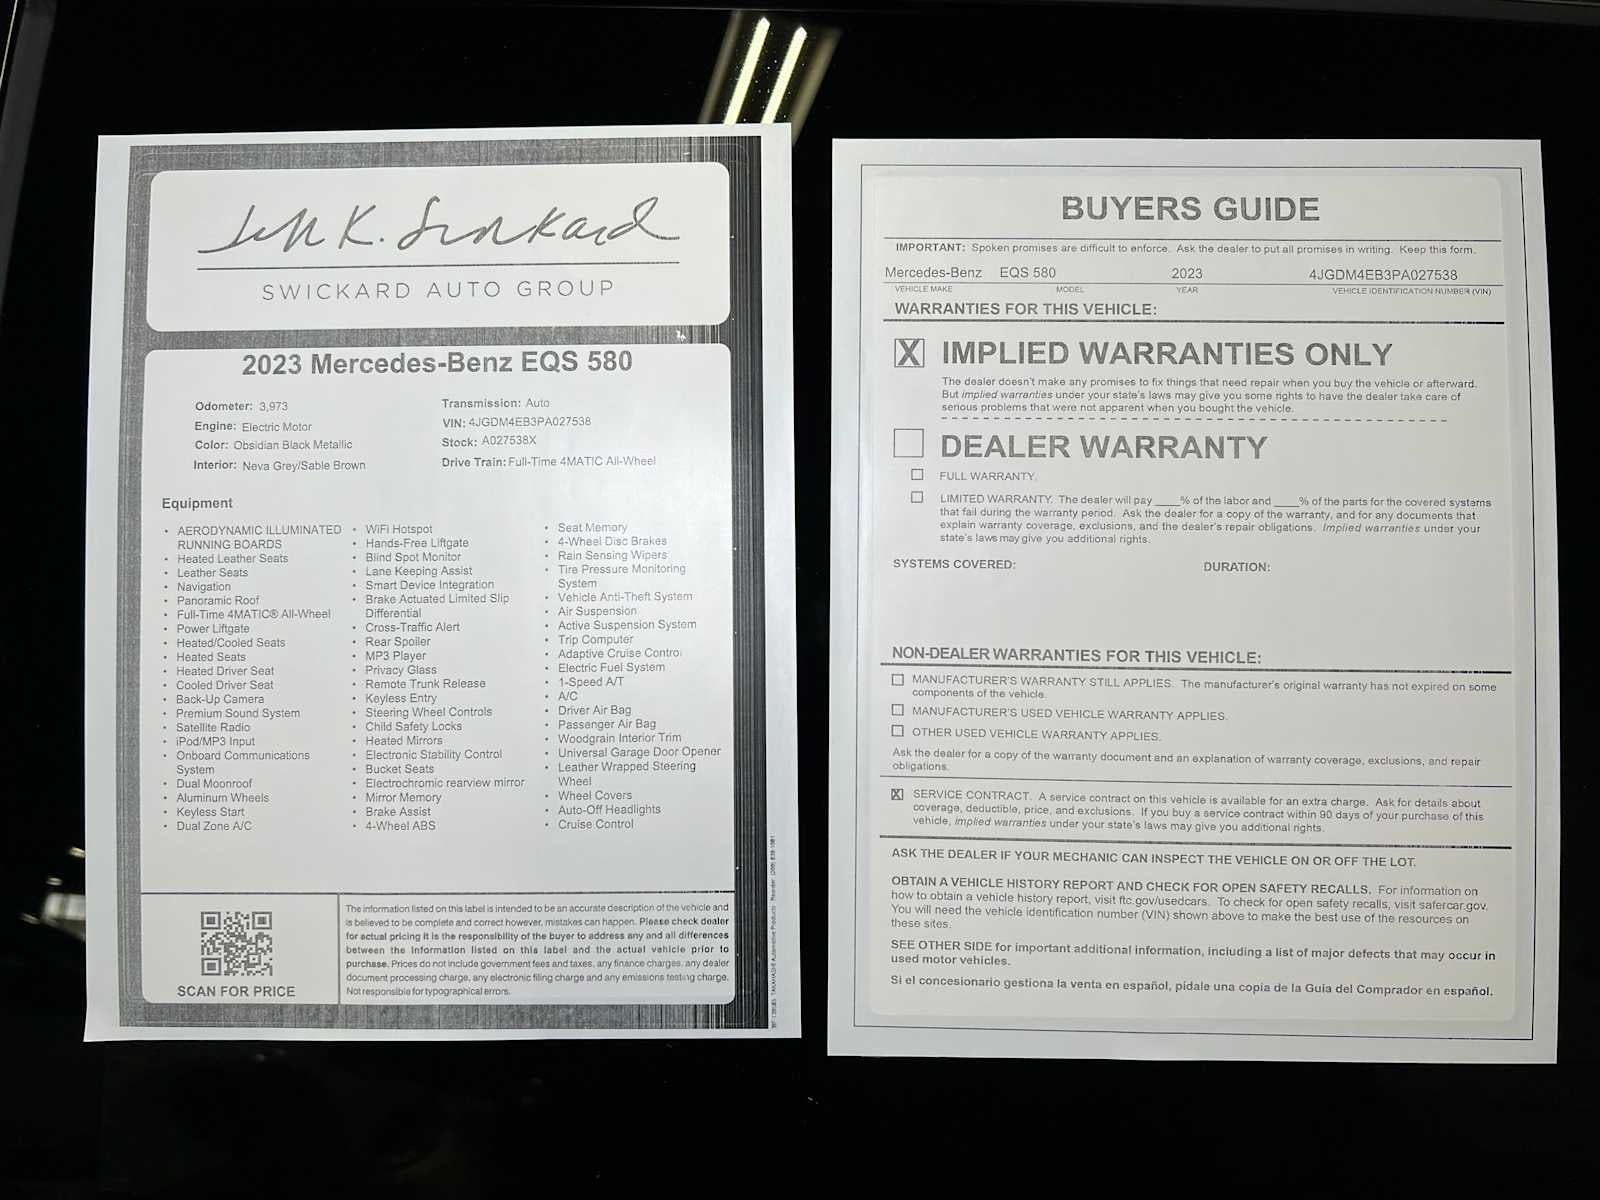 Jeff K. Swickard
SWICKARD AUTO GROUP
2023 Mercedes-Benz EQS 580
Odometer: 3,973
Engine: Electric Motor
Color: Obsidian Black Metallic
Interior: Neva Grey/Sable Brown
Transmission: Auto
VIN: 4JGDM4EB3PA027538
Stock: A027538X
Drive Train: Full-Time 4MATIC All-Wheel
Equipment
• AERODYNAMIC ILLUMINATED
RUNNING BOARDS
• Heated Leather Seats
• Leather Seats
• Navigation
• Panoramic Roof
• Full-Time 4MATIC® All-Wheel
• Power Liftgate
• Heated/Cooled Seats
• Heated Seats
• Heated Driver Seat
• Cooled Driver Seat
• Back-Up Camera
• Premium Sound System
• Satellite Radio
• iPod/MP3 Input
• Onboard Communications
System
• Dual Moonroof
• Aluminum Wheels
• Keyless Start
• Dual Zone A/C
• WiFi Hotspot
• Hands-Free Liftgate
• Blind Spot Monitor
• Lane Keeping Assist
• Smart Device Integration
• Brake Actuated Limited Slip
Differential
• Cross-Traffic Alert
• Rear Spoiler
• MP3 Player
• Privacy Glass
• Remote Trunk Release
• Keyless Entry
• Steering Wheel Controls
• Child Safety Locks
• Heated Mirrors
• Electronic Stability Control
• Bucket Seats
• Electrochromic rearview mirror
• Mirror Memory
• Brake Assist
• 4-Wheel ABS
• Seat Memory
• 4-Wheel Disc Brakes
• Rain Sensing Wipers
• Tire Pressure Monitoring
System
• Vehicle Anti-Theft System
• Air Suspension
• Active Suspension System
• Trip Computer
• Adaptive Cruise Control
• Electric Fuel System
• 1-Speed A/T
• A/C
• Driver Air Bag
• Passenger Air Bag
• Woodgrain Interior Trim
• Universal Garage Door Opener
• Leather Wrapped Steering
Wheel
• Wheel Covers
• Auto-Off Headlights
• Cruise Control
SCAN FOR PRICE
The information listed on this label is intended to be an accurate description of the vehicle and
is believed to be complete and correct however, mistakes can happen. Please check dealer
for actual pricing it is the responsibility of the buyer to address any and all differences
between the information listed on this label and the actual vehicle prior to
purchase. Prices do not include government fees and taxes, any finance charges, any dealer
document processing charge, any electronic filing charge and any emissions testing charge.
Not responsible for typographical errors.
TAKAHASHI Automotive Products Reorder:
BUYERS GUIDE
IMPORTANT: Spoken promises are difficult to enforce. Ask the dealer to put all promises in writing. Keep this form.
Mercedes-Benz EQS 580 2023 4JGDM4EB3PA027538
VEHICLE MAKE MODEL YEAR VEHICLE IDENTIFICATION NUMBER (VIN)
WARRANTIES FOR THIS VEHICLE:
X IMPLIED WARRANTIES ONLY
The dealer doesn't make any promises to fix things that need repair when you buy the vehicle or afterward.
But implied warranties under your state's laws may give you some rights to have the dealer take care of
serious problems that were not apparent when you bought the vehicle.
DEALER WARRANTY
FULL WARRANTY.
LIMITED WARRANTY. The dealer will pay ____% of the labor and ____% of the parts for the covered systems
that fail during the warranty period. Ask the dealer for a copy of the warranty, and for any documents that
explain warranty coverage, exclusions, and the dealer's repair obligations. Implied warranties under your
state's laws may give you additional rights.
SYSTEMS COVERED: DURATION:
NON-DEALER WARRANTIES FOR THIS VEHICLE:
MANUFACTURER'S WARRANTY STILL APPLIES. The manufacturer's original warranty has not expired on some
components of the vehicle.
MANUFACTURER'S USED VEHICLE WARRANTY APPLIES.
OTHER USED VEHICLE WARRANTY APPLIES.
Ask the dealer for a copy of the warranty document and an explanation of warranty coverage, exclusions, and repair
obligations.
X SERVICE CONTRACT. A service contract on this vehicle is available for an extra charge. Ask for details about
coverage, deductible, price, and exclusions. If you buy a service contract within 90 days of your purchase of this
vehicle, implied warranties under your state's laws may give you additional rights.
ASK THE DEALER IF YOUR MECHANIC CAN INSPECT THE VEHICLE ON OR OFF THE LOT.
OBTAIN A VEHICLE HISTORY REPORT AND CHECK FOR OPEN SAFETY RECALLS. For information on
how to obtain a vehicle history report, visit ftc.gov/usedcars. To check for open safety recalls, visit safercar.gov.
You will need the vehicle identification number (VIN) shown above to make the best use of the resources on
these sites.
SEE OTHER SIDE for important additional information, including a list of major defects that may occur in
used motor vehicles.
Si el concesionario gestiona la venta en español, pídale una copia de la Guía del Comprador en español.